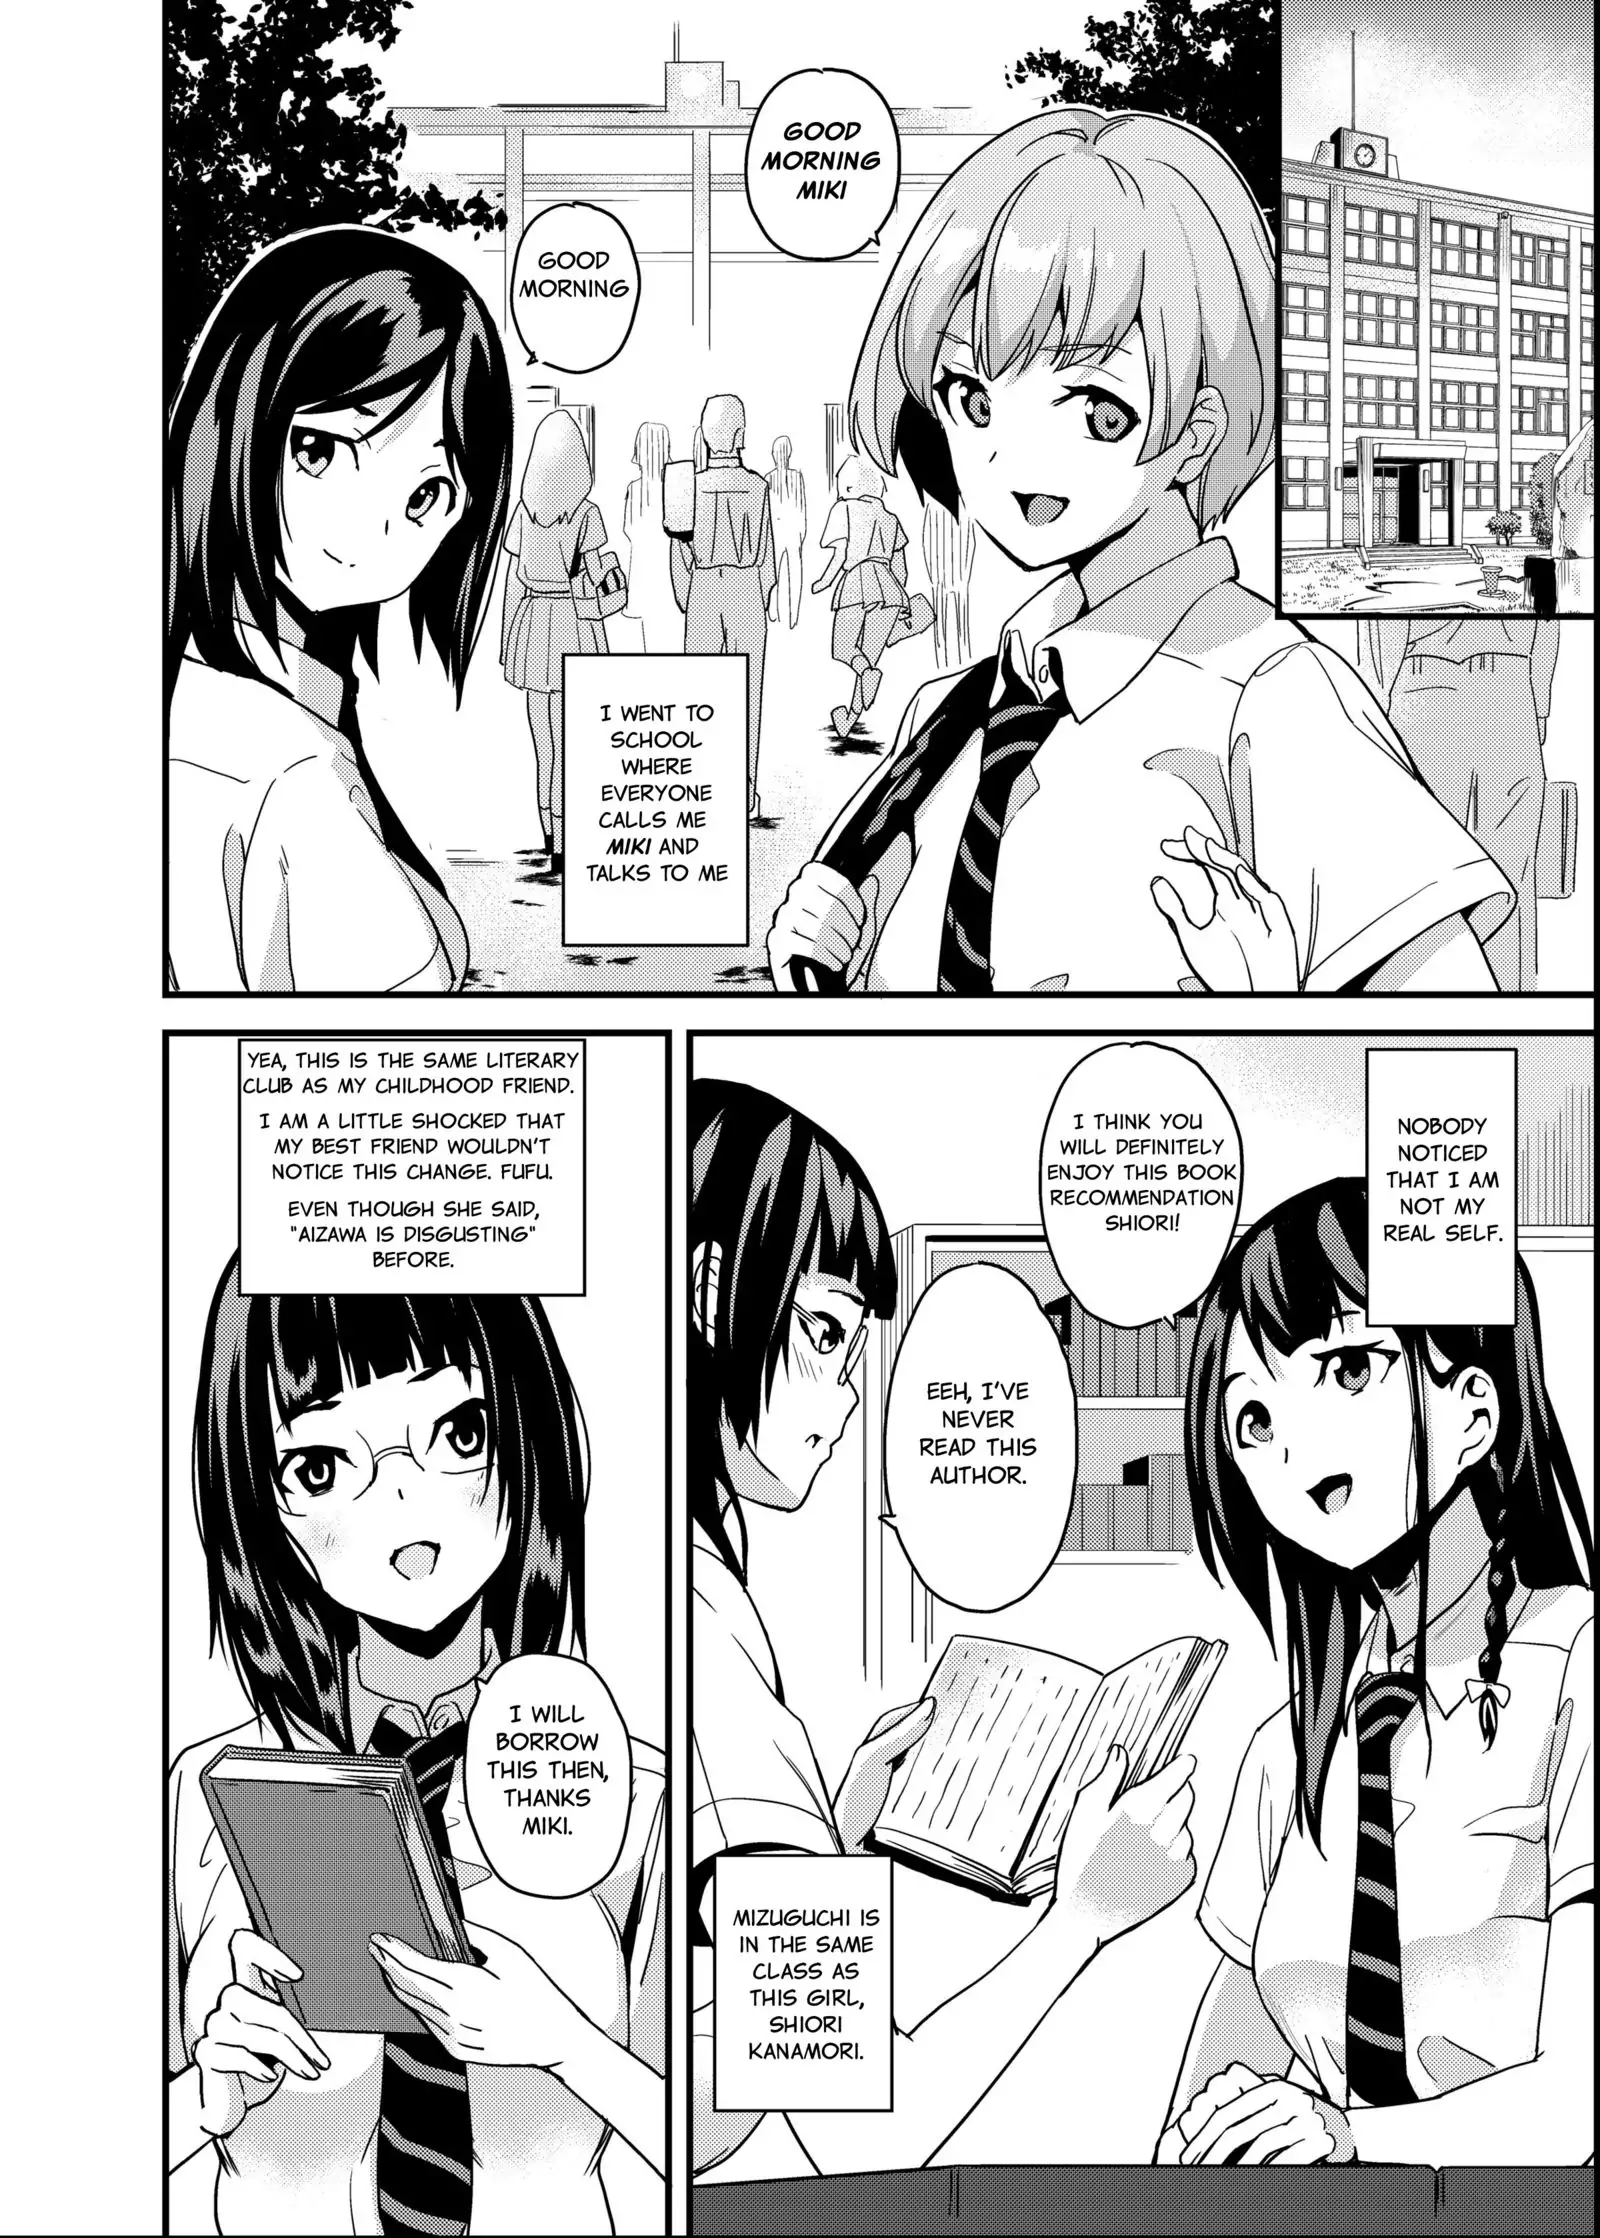 GOOD
MORNING
MIKI
GOOD
MORNING
I WENT TO
SCHOOL
WHERE
EVERYONE
CALLS ME
MIKI AND
TALKS TO ME
NOBODY
NOTICED
THAT I AM
NOT MY
REAL SELF.
I THINK YOU
WILL DEFINITELY
ENJOY THIS BOOK
RECOMMENDATION
SHIORI!
EEH, I'VE
NEVER
READ THIS
AUTHOR.
MIZUGUCHI IS
IN THE SAME
CLASS AS
THIS GIRL,
SHIORI
KANAMORI.
YEA, THIS IS THE SAME LITERARY
CLUB AS MY CHILDHOOD FRIEND.
I AM A LITTLE SHOCKED THAT
MY BEST FRIEND WOULDN'T
NOTICE THIS CHANGE. FUFU.
EVEN THOUGH SHE SAID,
"AIZAWA IS DISGUSTING"
BEFORE.
I WILL
BORROW
THIS THEN,
THANKS
MIKI.